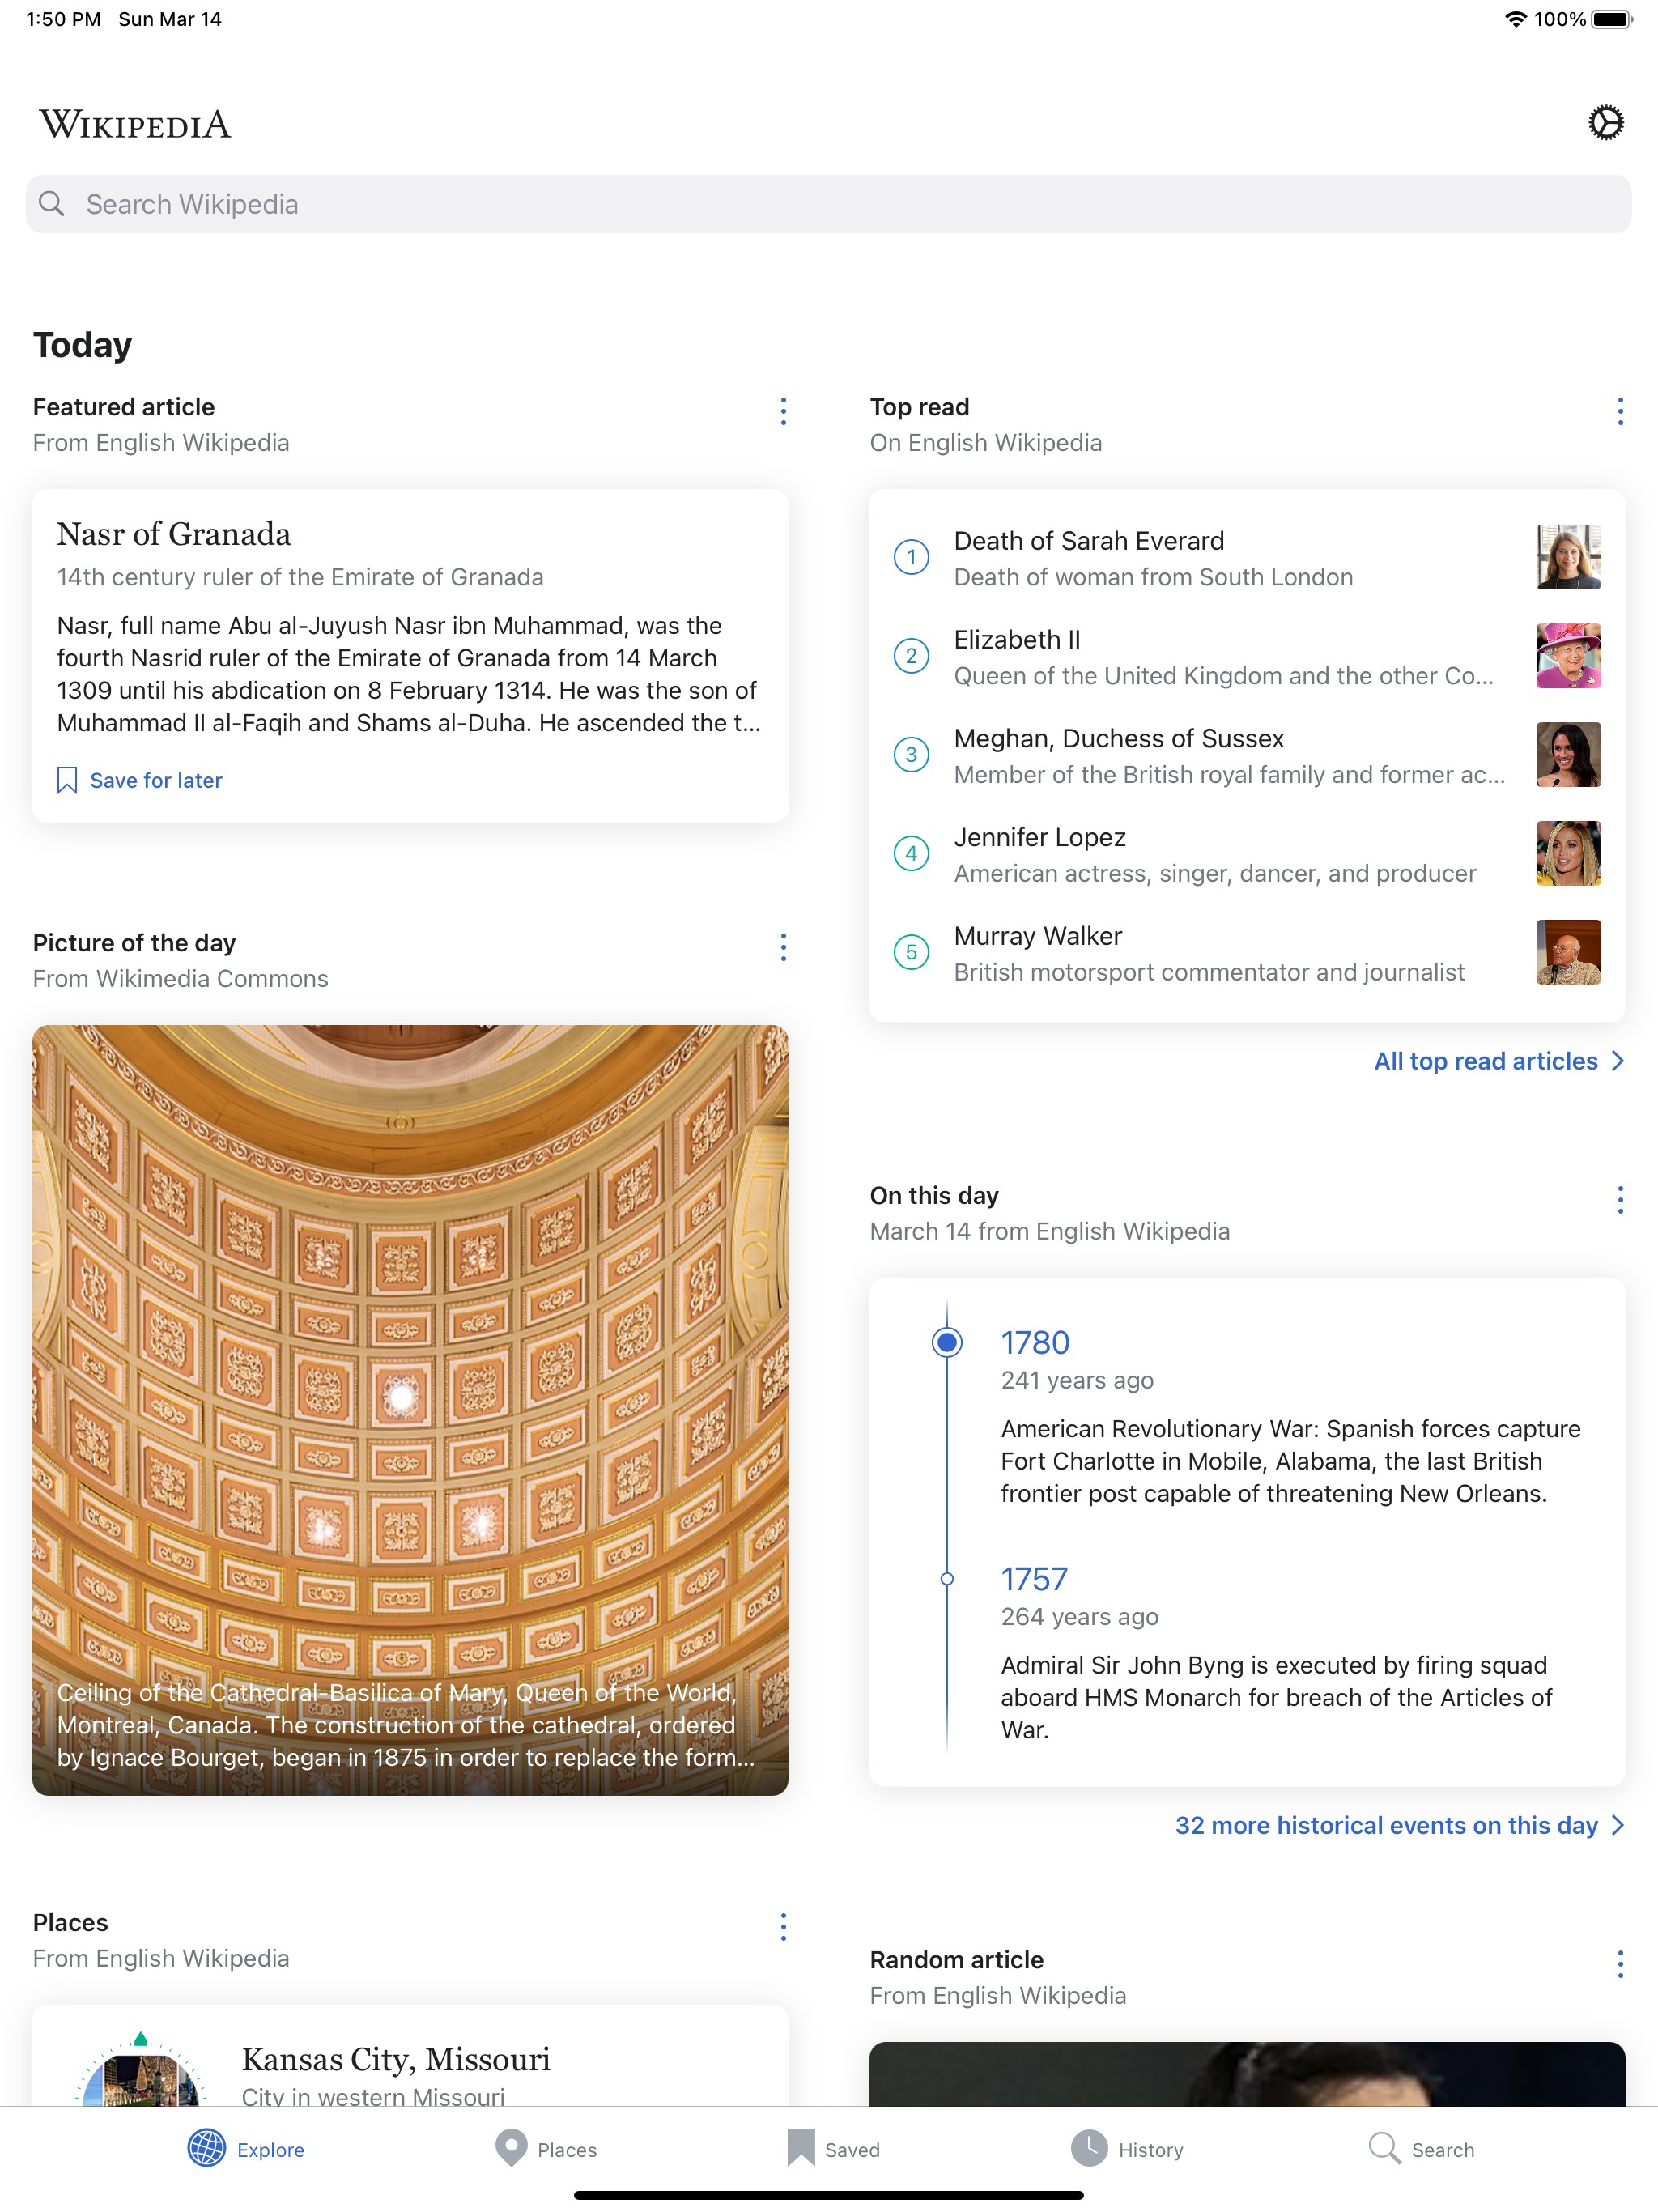 1:50 PM Sun Mar 14
100%
WIKIPEDIA
Search Wikipedia
Today
Featured article
From English Wikipedia
Nasr of Granada
14th century ruler of the Emirate of Granada
Nasr, full name Abu al-Juyush Nasr ibn Muhammad, was the
fourth Nasrid ruler of the Emirate of Granada from 14 March
1309 until his abdication on 8 February 1314. He was the son of
Muhammad II al-Faqih and Shams al-Duha. He ascended the t...
Save for later
Picture of the day
From Wikimedia Commons
Ceiling of the Cathedral-Basilica of Mary, Queen of the World,
Montreal, Canada. The construction of the cathedral, ordered
by Ignace Bourget, began in 1875 in order to replace the form...
Places
From English Wikipedia
Kansas City, Missouri
City in western Missouri
Top read
On English Wikipedia
1
Death of Sarah Everard
Death of woman from South London
2
Elizabeth II
Queen of the United Kingdom and the other Co...
3
Meghan, Duchess of Sussex
Member of the British royal family and former ac...
4
Jennifer Lopez
American actress, singer, dancer, and producer
5
Murray Walker
British motorsport commentator and journalist
All top read articles
On this day
March 14 from English Wikipedia
1780
241 years ago
American Revolutionary War: Spanish forces capture
Fort Charlotte in Mobile, Alabama, the last British
frontier post capable of threatening New Orleans.
1757
264 years ago
Admiral Sir John Byng is executed by firing squad
aboard HMS Monarch for breach of the Articles of
War.
32 more historical events on this day
Random article
From English Wikipedia
Explore
Places
Saved
History
Search